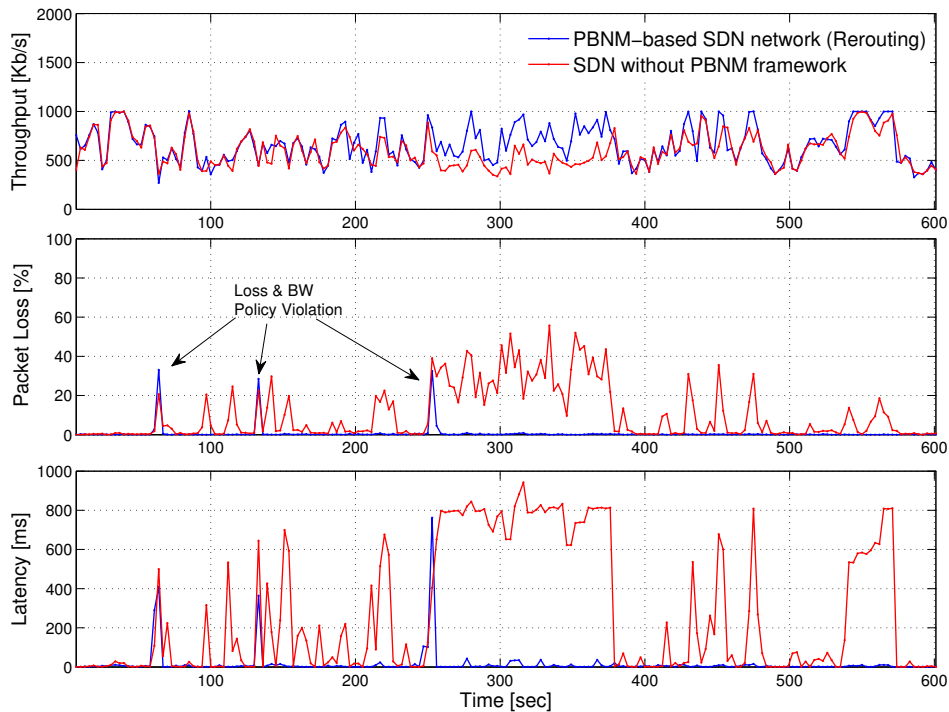 2000
1500
1000
500
0
Throughput [Kb/s]
PBNM-based SDN network (Rerouting)
SDN without PBNM framework
100 200 300 400 500 600
100
80
60
40
20
0
Packet Loss [%]
Loss & BW
Policy Violation
100 200 300 400 500 600
1000
800
600
400
200
0
Latency [ms]
100 200 300 400 500 600
Time [sec]